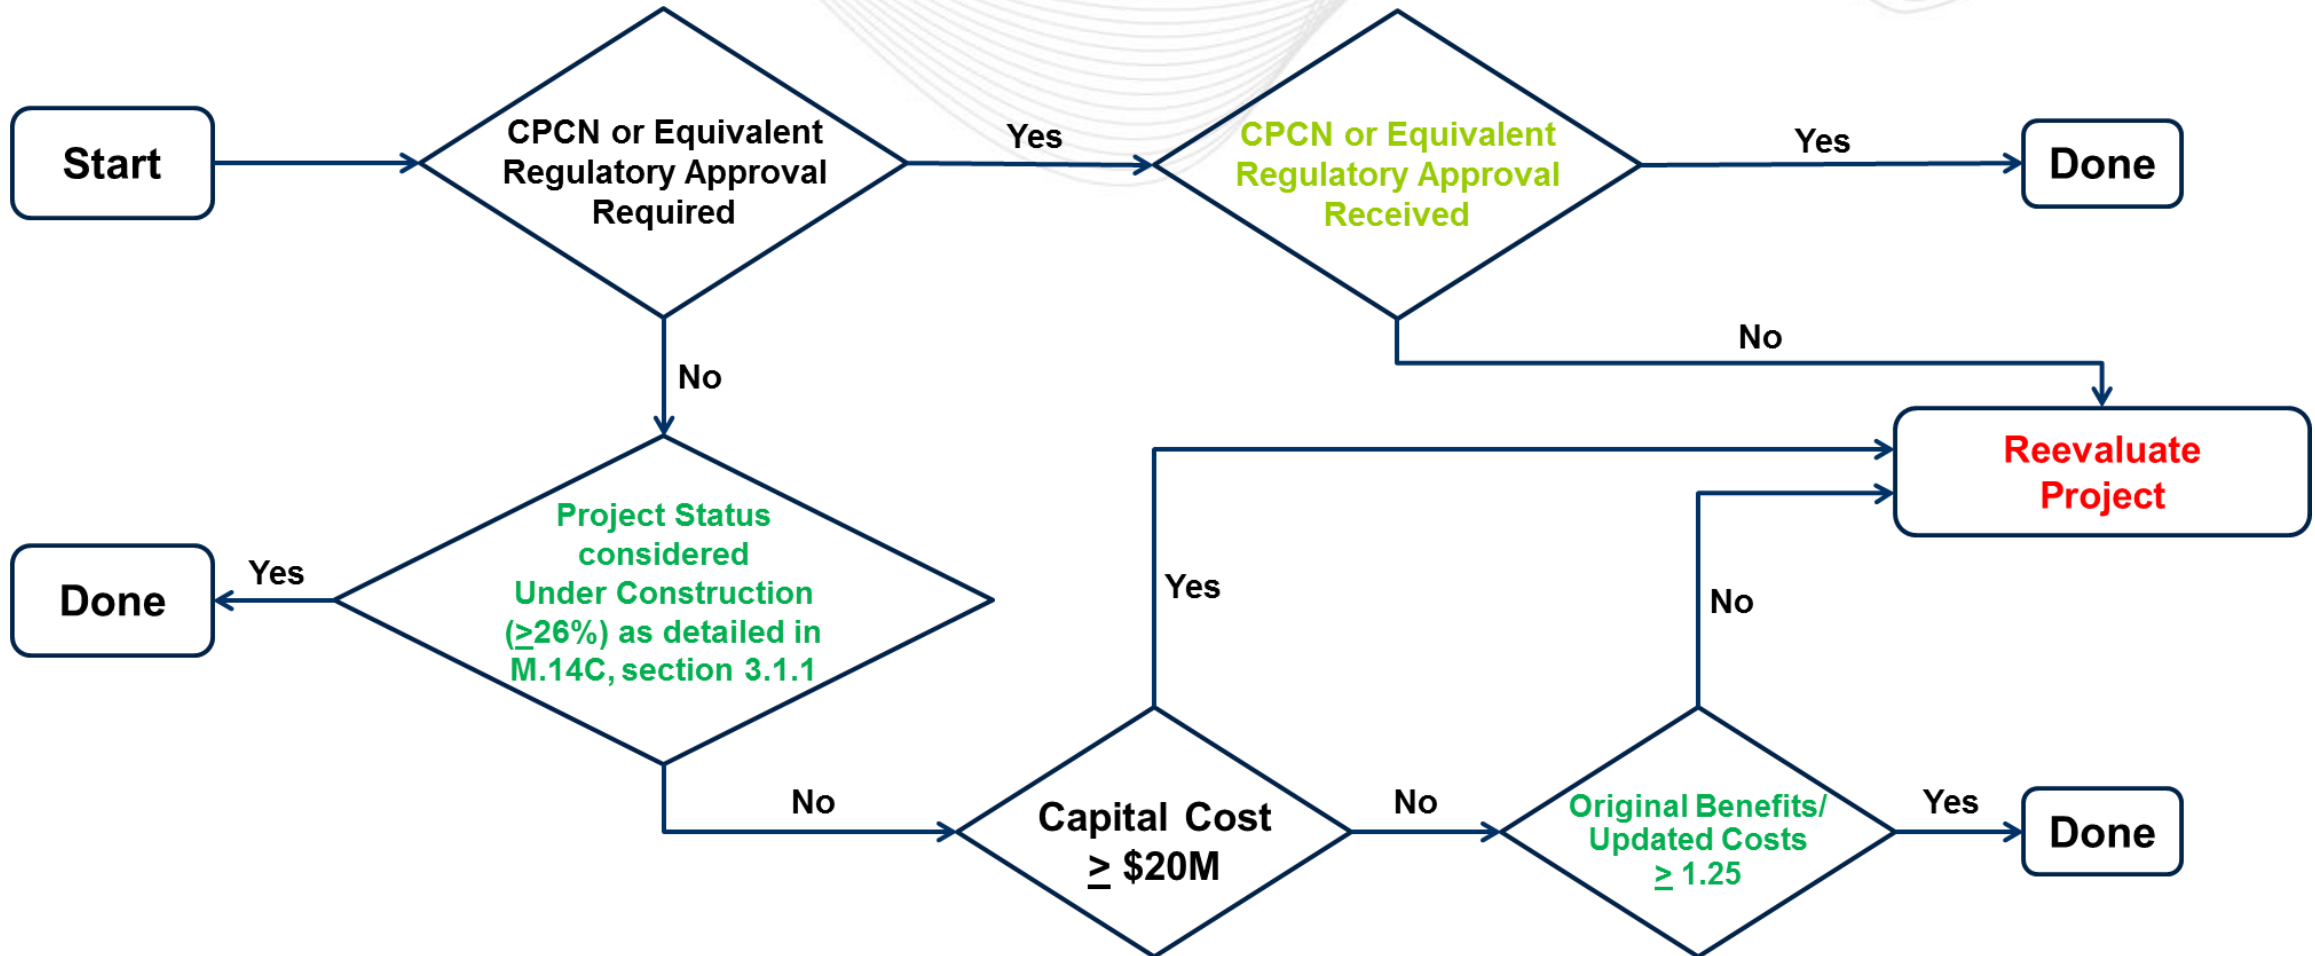 Start
CPCN or Equivalent
Regulatory Approval
Required
Yes
CPCN or Equivalent
Regulatory Approval
Received
Yes
Done
No
No
Reevaluate
Project
Done
Yes
Project Status
considered
Under Construction
(≥26%) as detailed in
M.14C, section 3.1.1
Yes
No
No
Capital Cost
≥ $20M
No
Original Benefits/
Updated Costs
≥ 1.25
Yes
Done